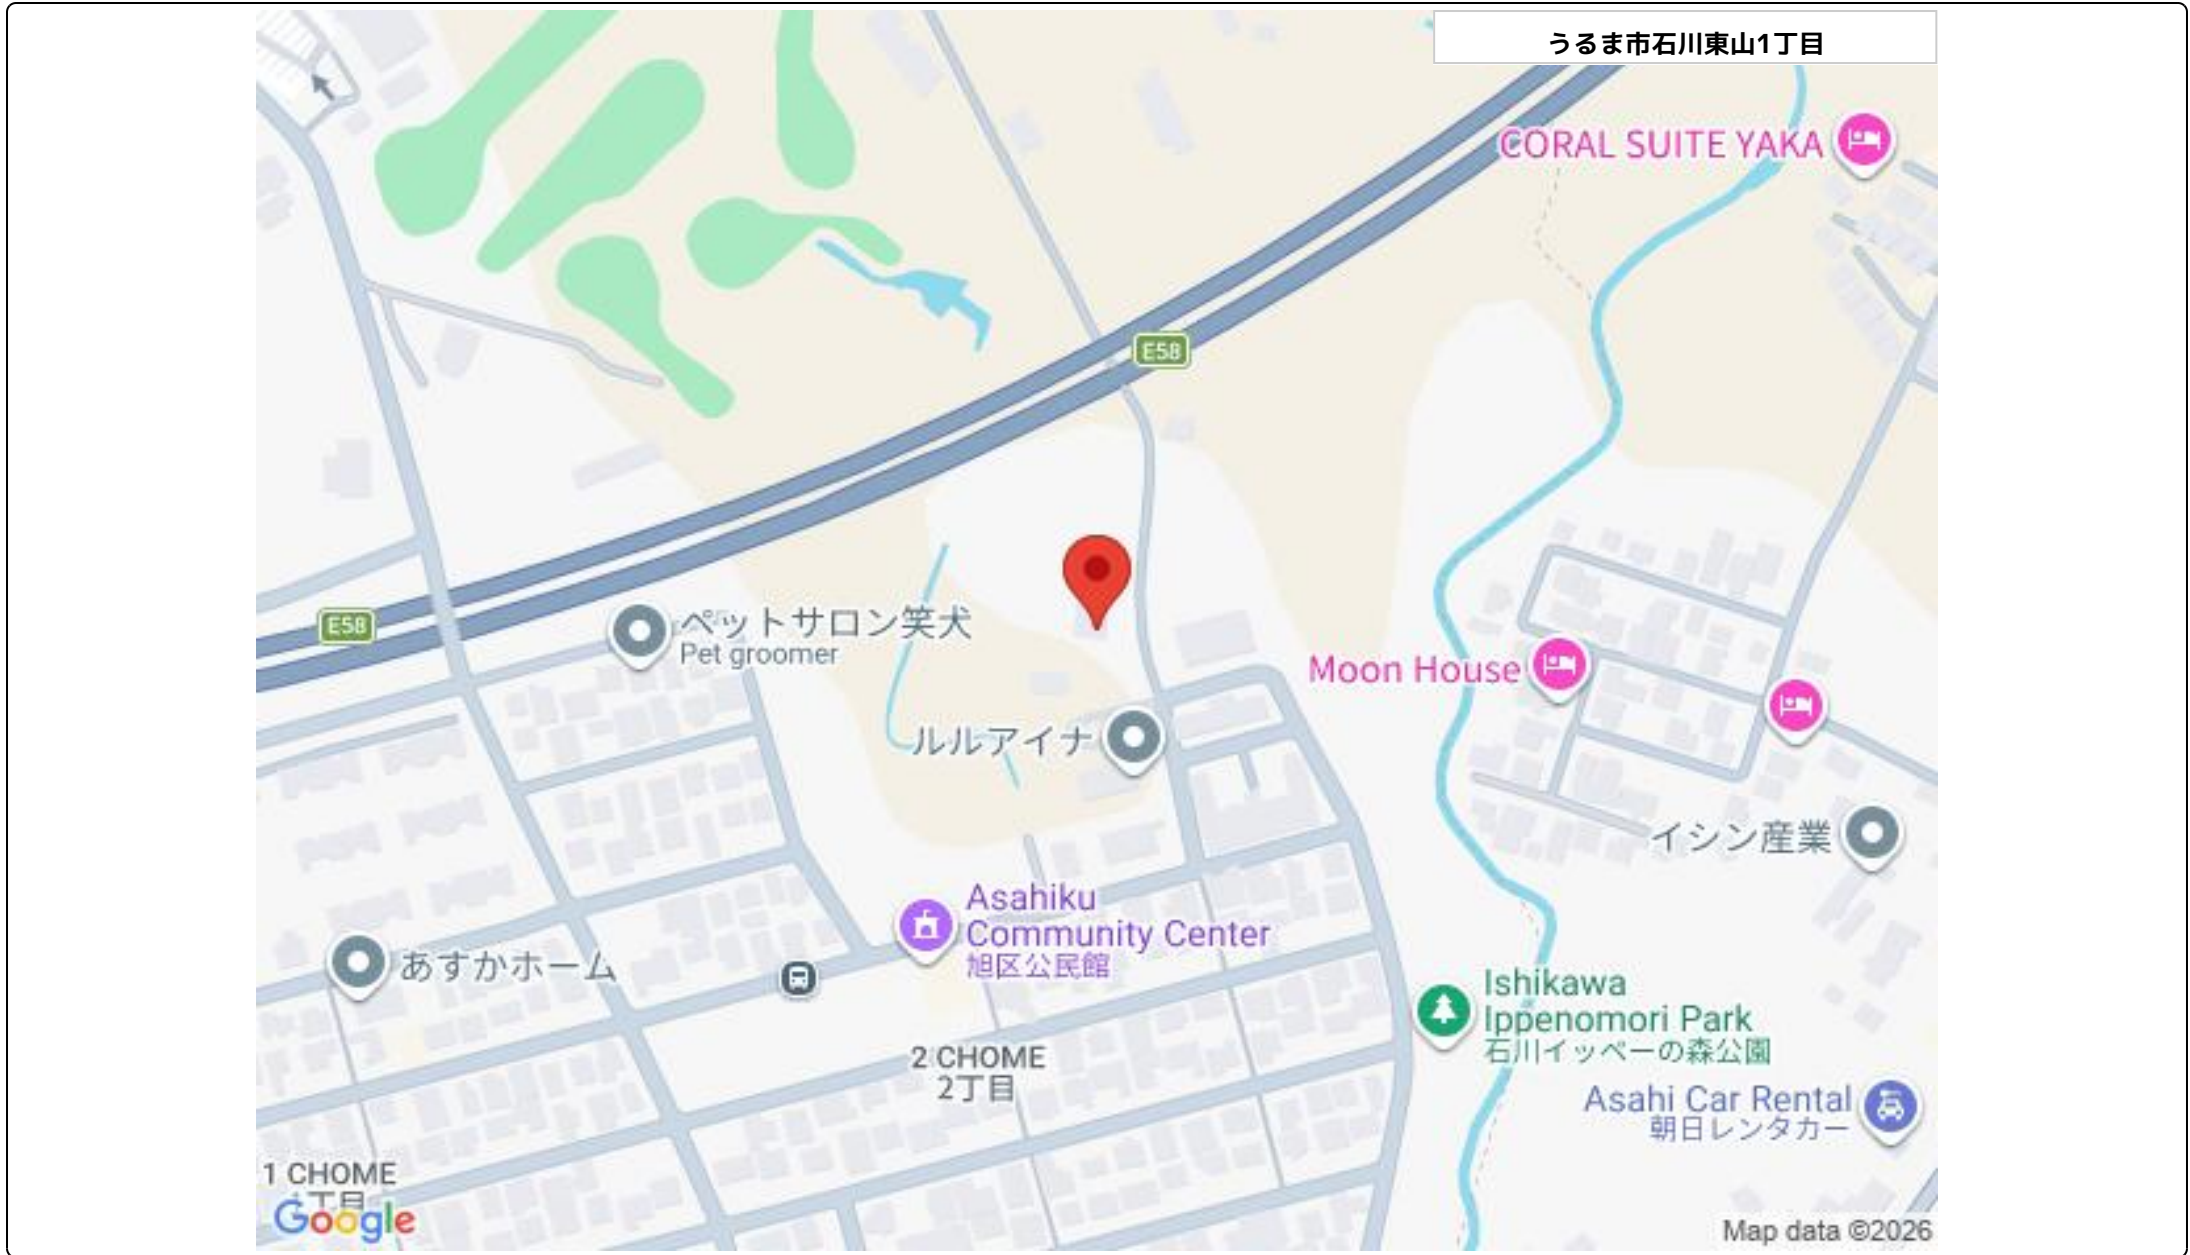 うるま市石川東山1丁目
CORAL SUITE YAKA
E58
E58
ペットサロン笑犬
Pet groomer
Moon House
ルルアイナ
イシン産業
Asahiku
Community Center
旭区公民館
あすかホーム
Ishikawa
Ippenomori Park
石川イッペーの森公園
2 CHOME
2丁目
Asahi Car Rental
朝日レンタカー
1 CHOME
1丁目
Google
Map data ©2026